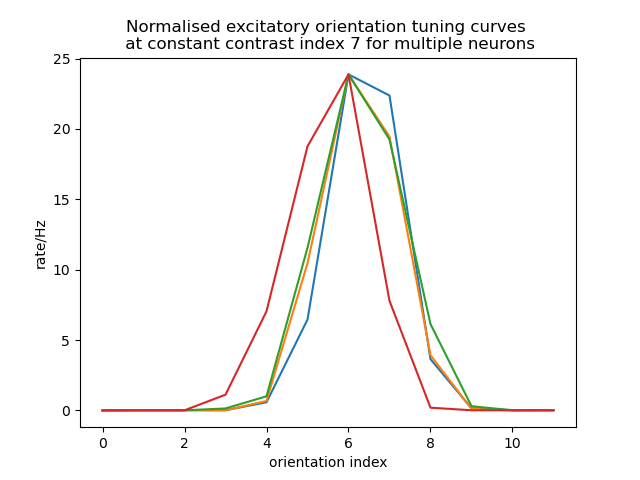 Normalised excitatory orientation tuning curves
at constant contrast index 7 for multiple neurons
25
20
15
10
5
0
rate/Hz
0 2 4 6 8 10
orientation index